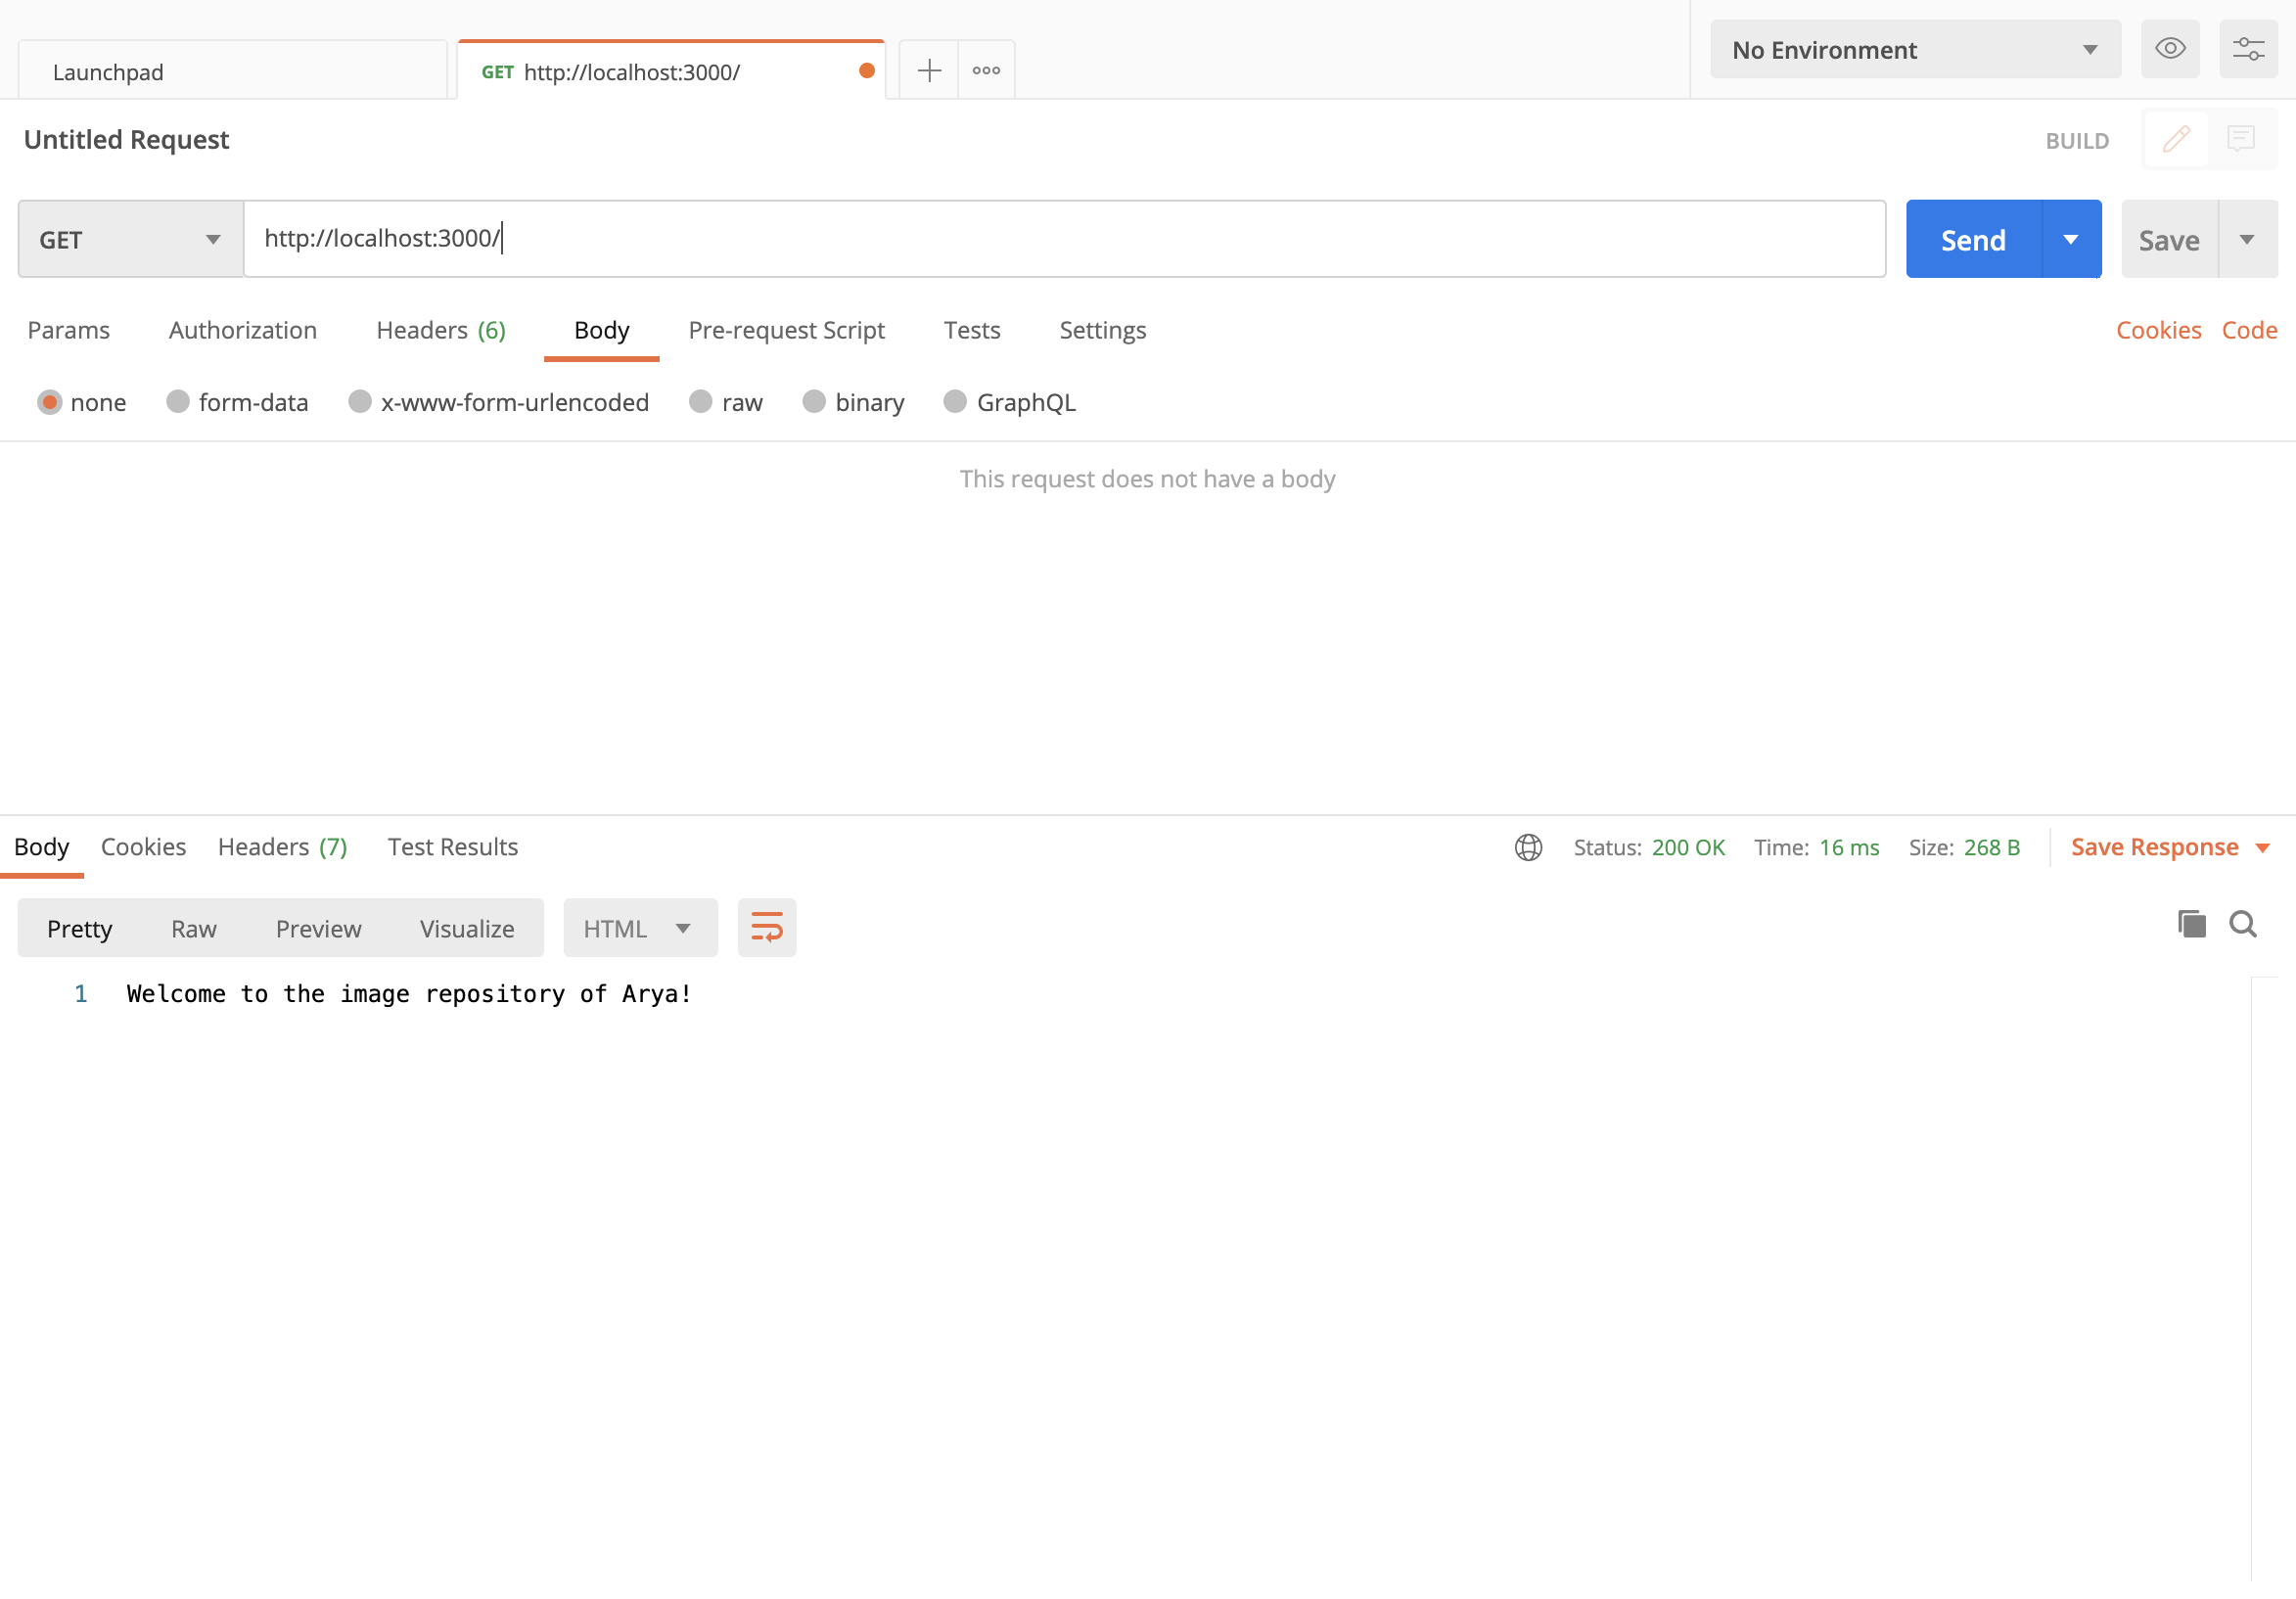 Launchpad
GET http://localhost:3000/
No Environment
Untitled Request
BUILD
GET
http://localhost:3000/
Send
Save
Params Authorization Headers (6) Body Pre-request Script Tests Settings
Cookies Code
none form-data x-www-form-urlencoded raw binary GraphQL
This request does not have a body
Body Cookies Headers (7) Test Results
Status: 200 OK Time: 16 ms Size: 268 B
Save Response
Pretty Raw Preview Visualize
HTML
1 Welcome to the image repository of Arya!